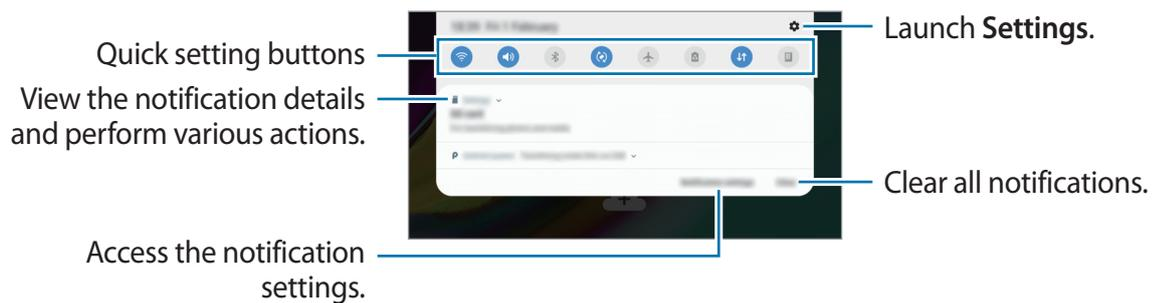 Launch Settings.
Quick setting buttons
View the notification details
and perform various actions.
Clear all notifications.
Access the notification
settings.